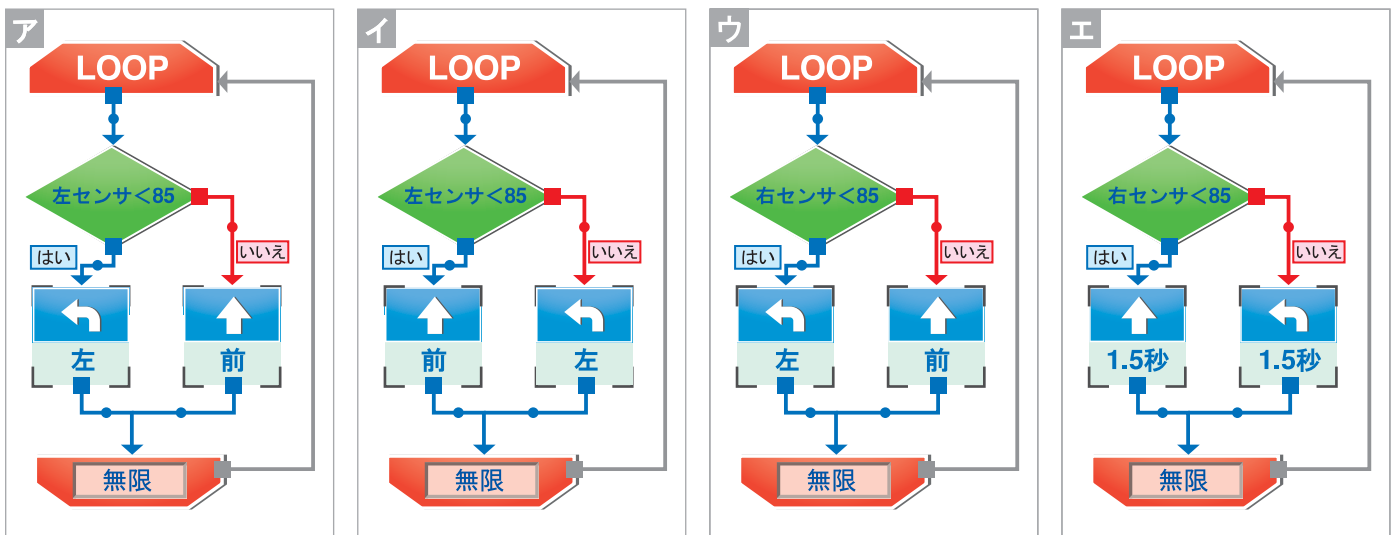 ア
LOOP
左センサ<85
はい
いいえ
左
前
無限
イ
LOOP
左センサ<85
はい
いいえ
前
左
無限
ウ
LOOP
右センサ<85
はい
いいえ
左
前
無限
エ
LOOP
右センサ<85
はい
いいえ
1.5秒
1.5秒
無限